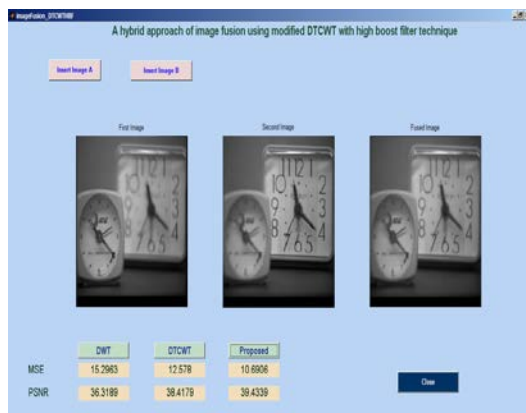 ImageFusion_DTCWTHBF
A hybrid approach of image fusion using modified DTCWT with high boost filter technique
Insert Image A Insert Image B
First Image Second Image Fused Image
DWT DTCWT Proposed
MSE 15.2963 12.578 10.6906
PSNR 36.3189 38.4179 39.4339
Close